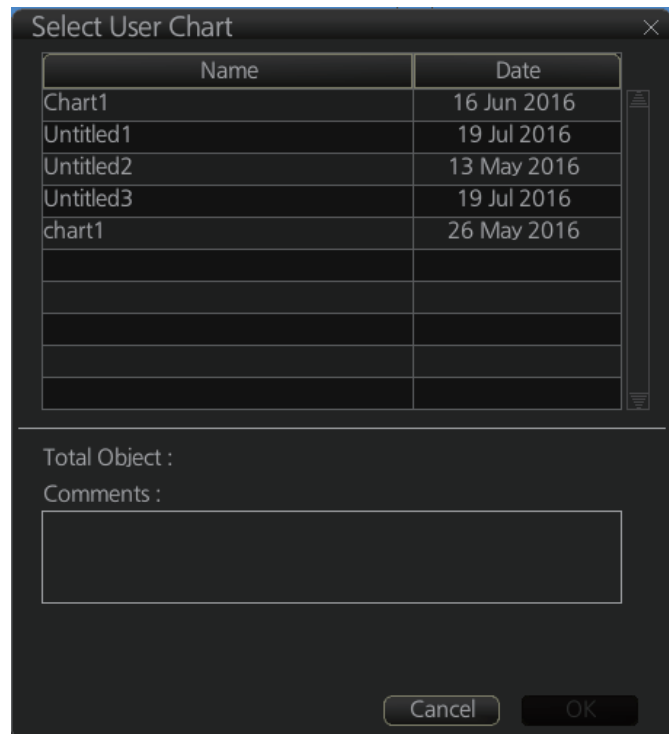 Select User Chart
Name Date
Chart1 16 Jun 2016
Untitled1 19 Jul 2016
Untitled2 13 May 2016
Untitled3 19 Jul 2016
chart1 26 May 2016
Total Object :
Comments :
Cancel OK